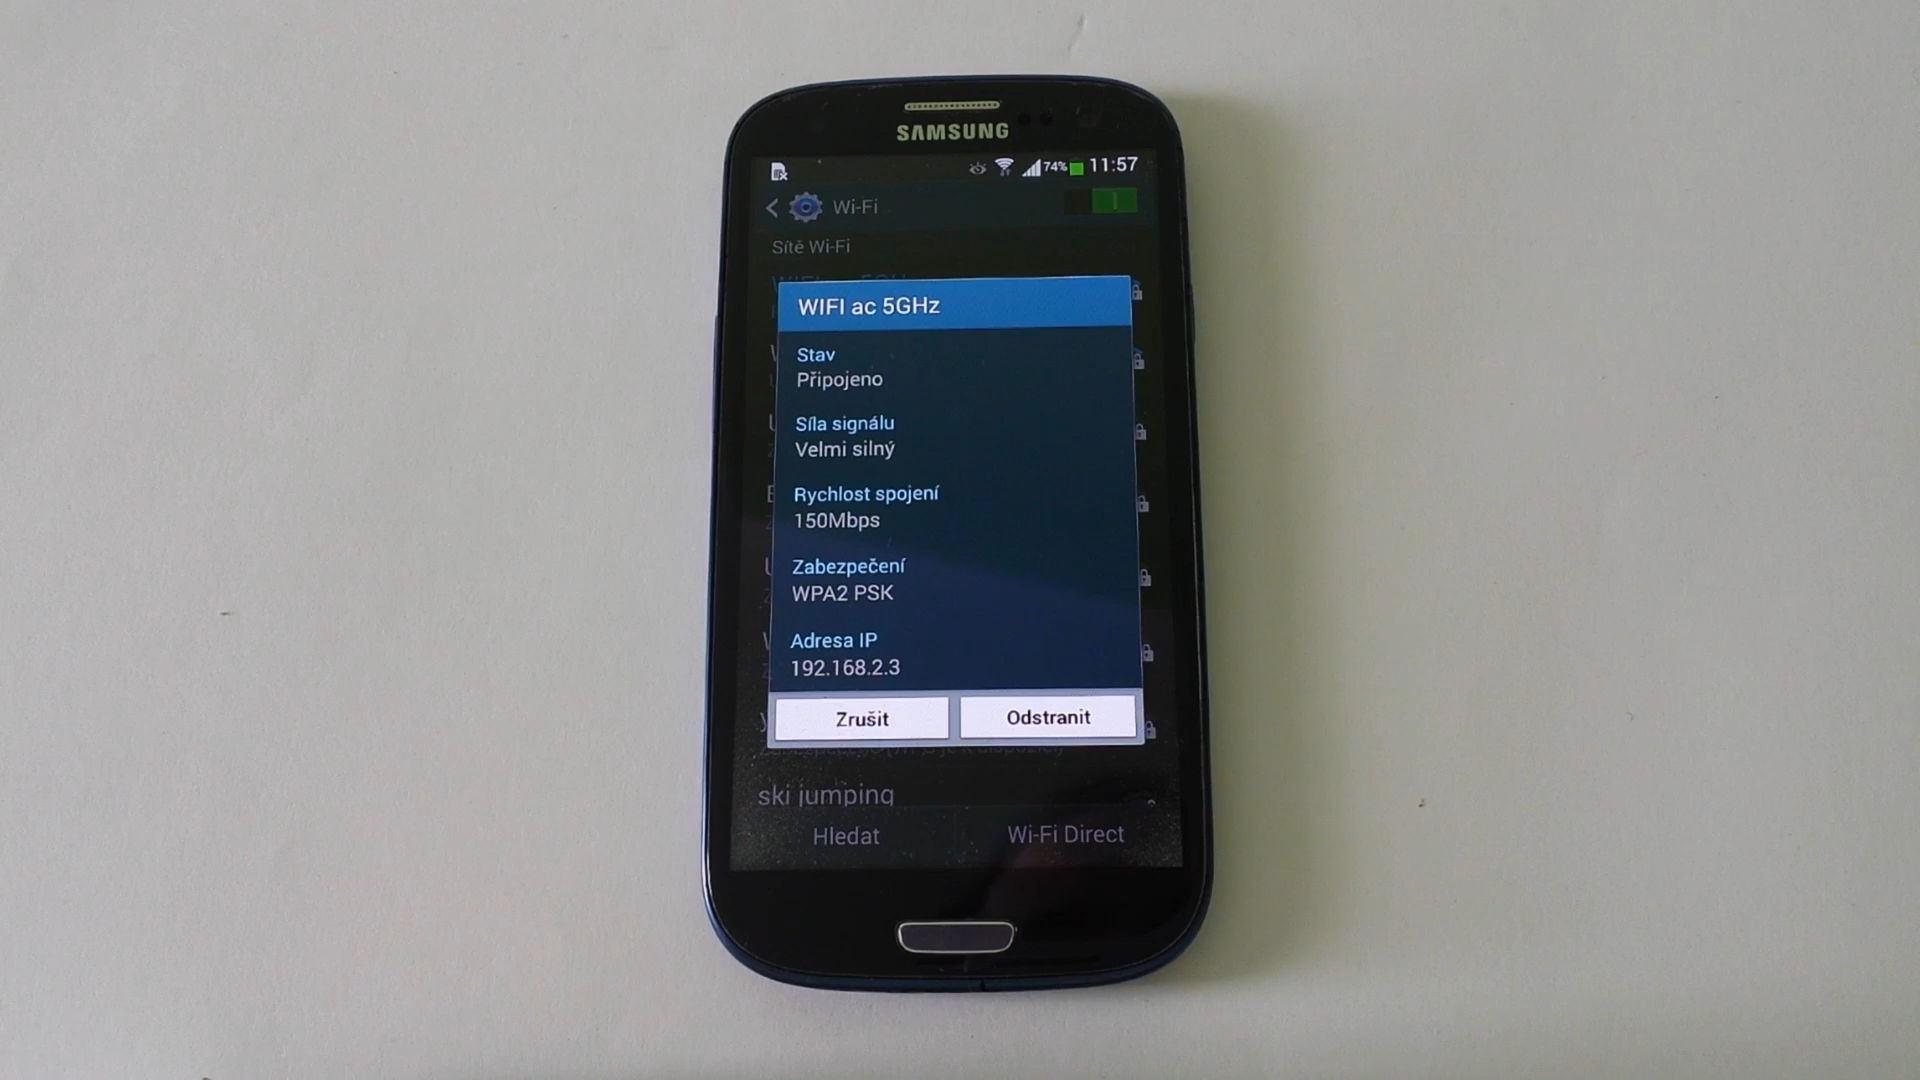 SAMSUNG
74% 11:57
Wi-Fi
Sítě Wi-Fi
WIFI ac 5GHz
Stav
Připojeno
Síla signálu
Velmi silný
Rychlost spojení
150Mbps
Zabezpečení
WPA2 PSK
Adresa IP
192.168.2.3
Zrušit Odstranit
ski jumping
Hledat Wi-Fi Direct